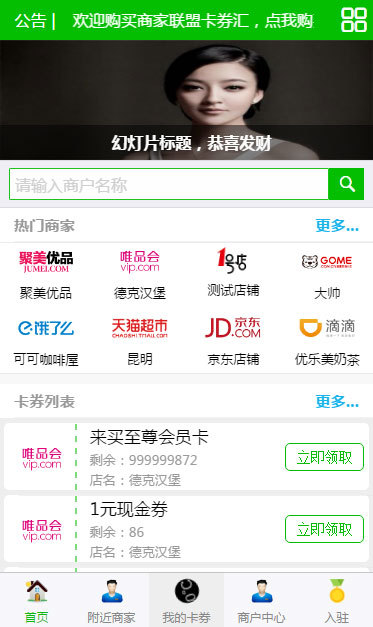 公告 | 欢迎购买商家联盟卡券汇，点我购
幻灯片标题，恭喜发财
请输入商户名称
热门商家 更多...
聚美优品 JUMEI.COM 唯品会 vip.com 1号店 GOME
聚美优品 德克汉堡 测试店铺 大帅
饿了么 天猫超市 CHAOSHI.TMALL.COM JD.京东 COM 滴滴
可可咖啡屋 昆明 京东店铺 优乐美奶茶
卡券列表 更多...
唯品会 vip.com
来买至尊会员卡
剩余：999999872
店名：德克汉堡
立即领取
唯品会 vip.com
1元现金券
剩余：86
店名：德克汉堡
立即领取
首页 附近商家 我的卡券 商户中心 入驻